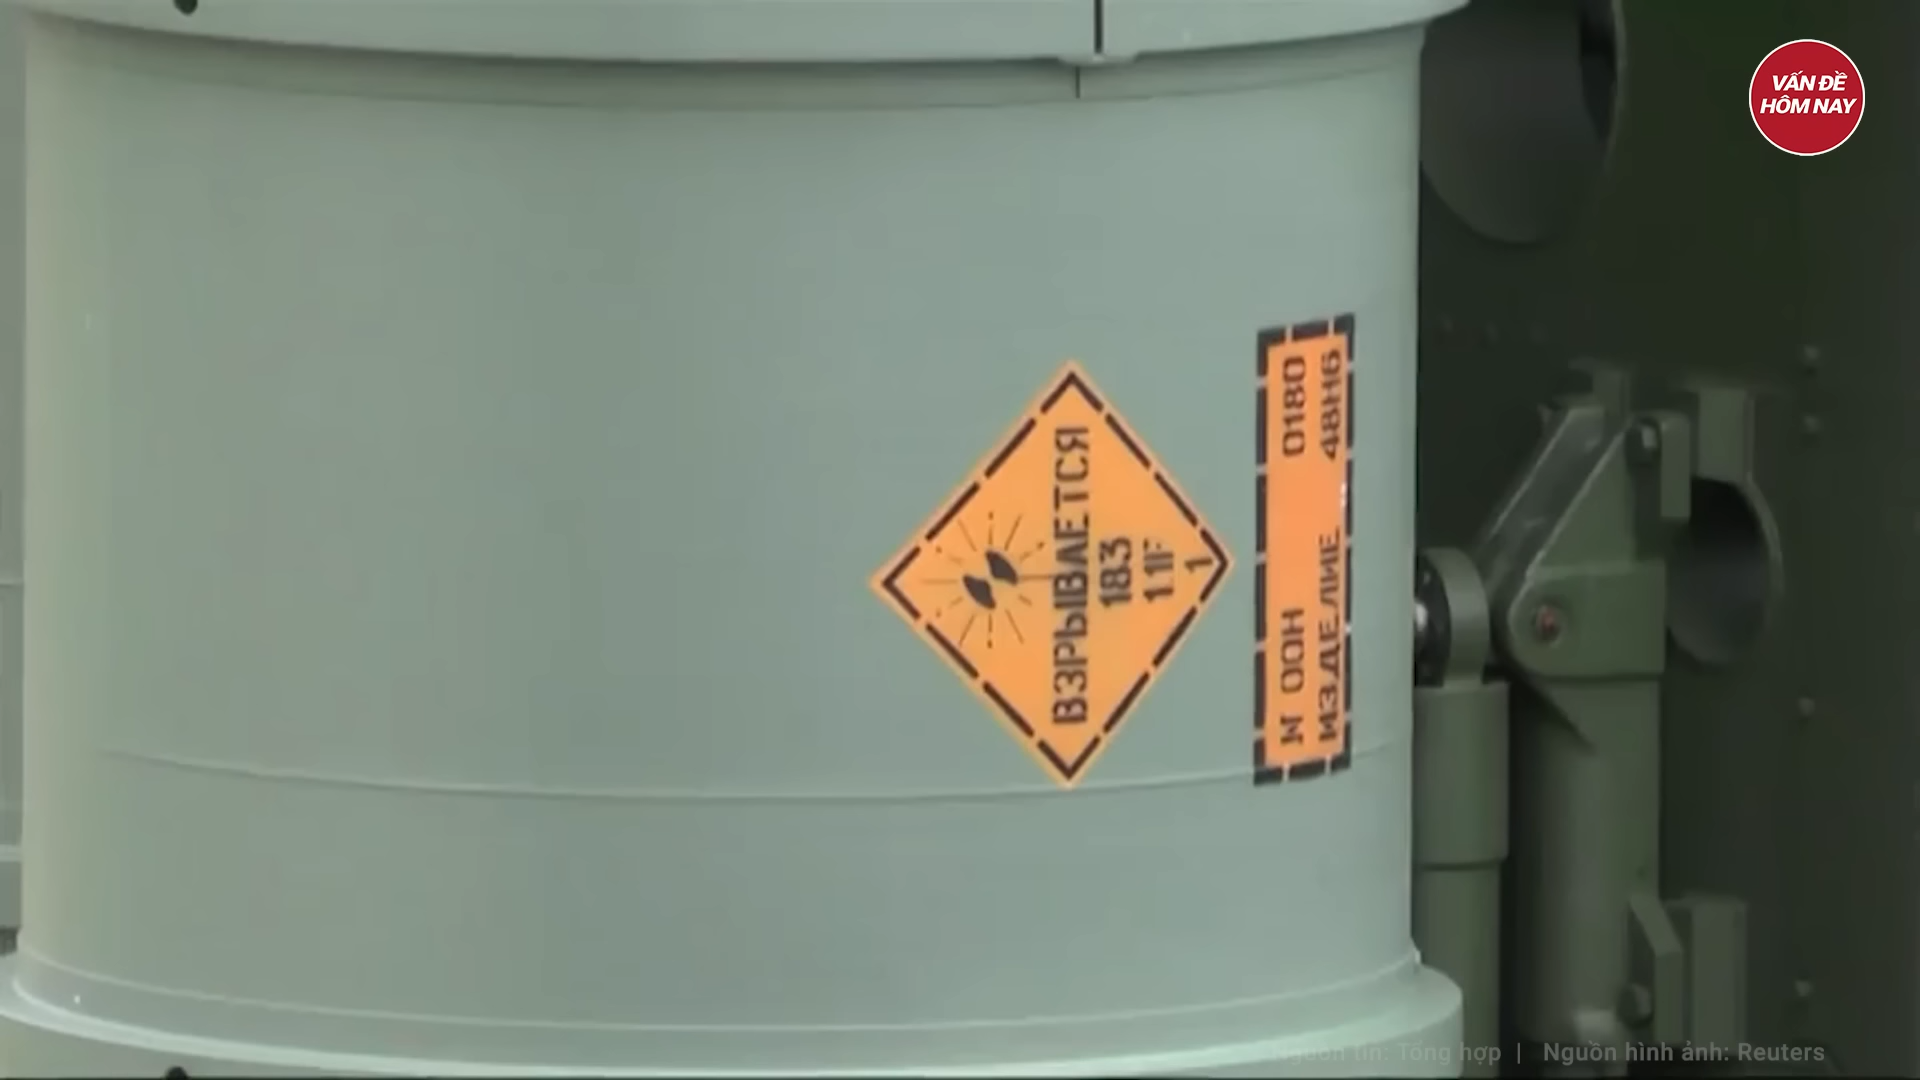 VẤN ĐỀ
HÔM NAY
ВЗРЫВАЕТСЯ
183
1.1F
1
N ООН 0180
ИЗДЕЛИЕ 48Н6
Nguồn tin: Tổng hợp | Nguồn hình ảnh: Reuters